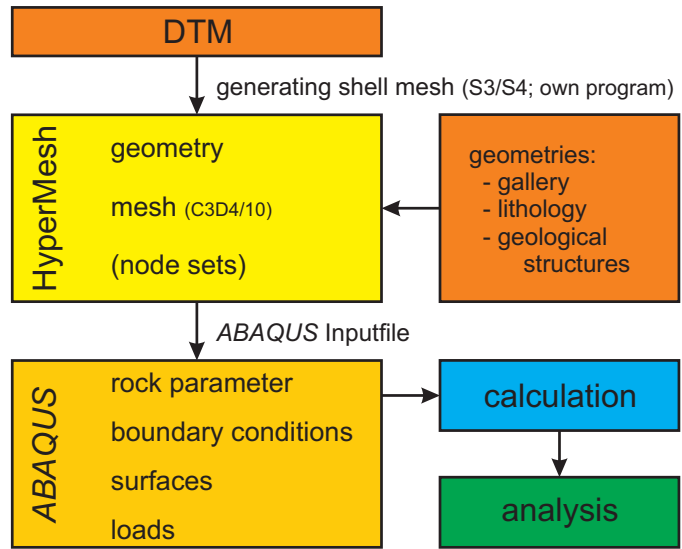 DTM
generating shell mesh (S3/S4; own program)
HyperMesh
geometry
mesh (C3D4/10)
(node sets)
geometries:
- gallery
- lithology
- geological
structures
ABAQUS Inputfile
ABAQUS
rock parameter
boundary conditions
surfaces
loads
calculation
analysis